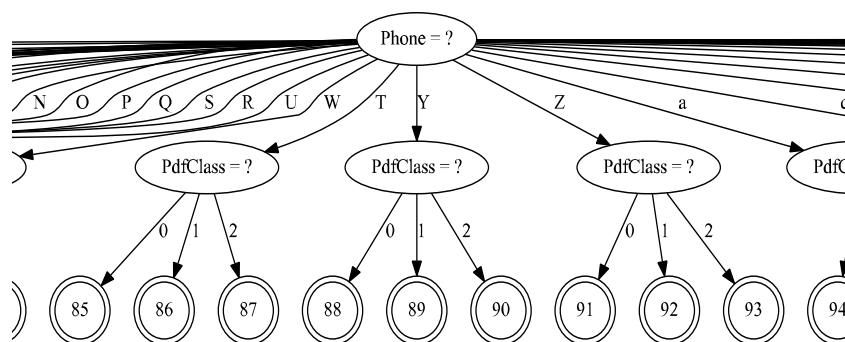 Phone = ?
N O P Q S R U W T Y Z a
PdfClass = ? PdfClass = ? PdfClass = ?
0 1 2 0 1 2 0 1 2
85 86 87 88 89 90 91 92 93 94